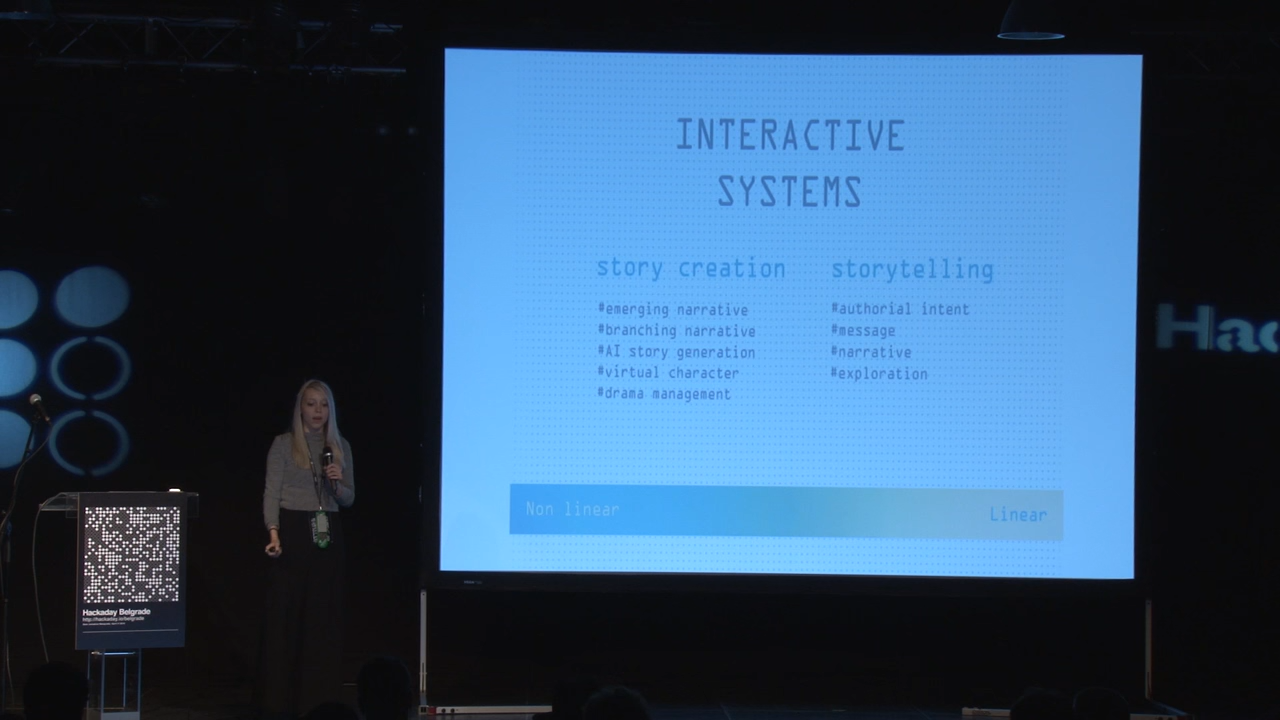 INTERACTIVE
SYSTEMS
story creation
#emerging narrative
#branching narrative
#AI story generation
#virtual character
#drama management
storytelling
#authorial intent
#message
#narrative
#exploration
Non linear
Linear
Hac
Hackaday Belgrade
http://hackaday.io/belgrade